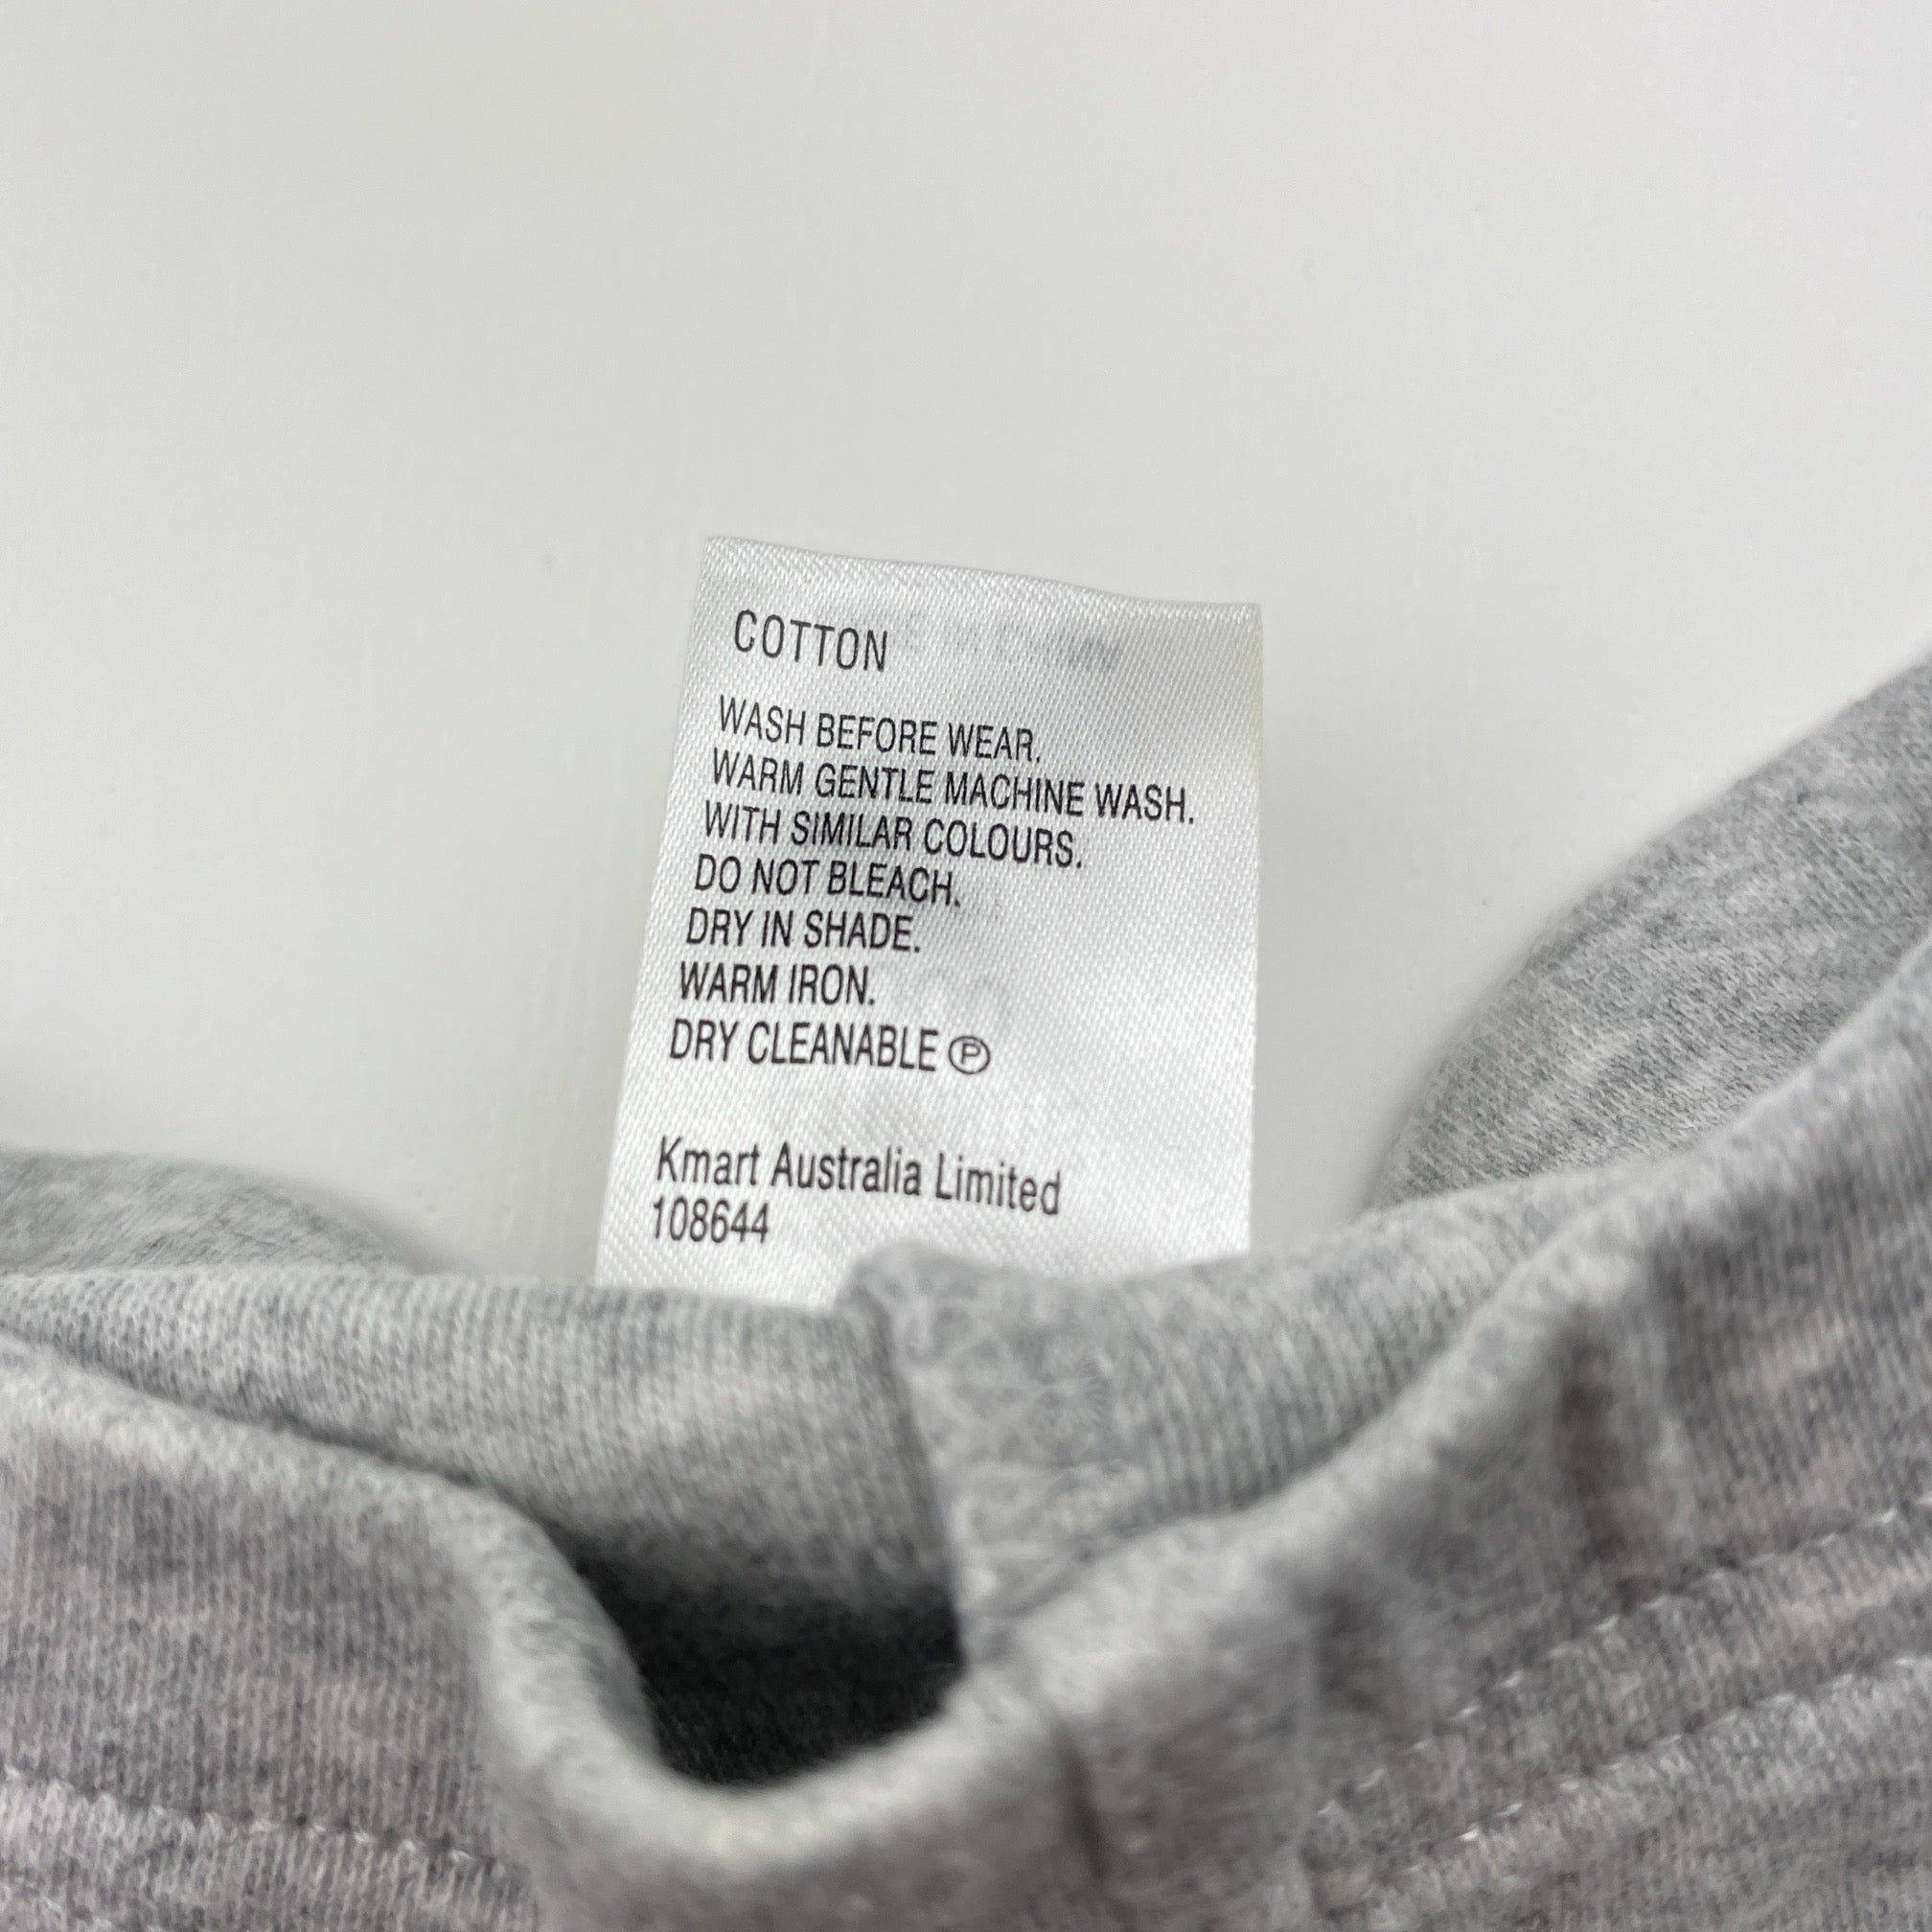 COTTON
WASH BEFORE WEAR.
WARM GENTLE MACHINE WASH.
WITH SIMILAR COLOURS.
DO NOT BLEACH.
DRY IN SHADE.
WARM IRON.
DRY CLEANABLE Ⓟ
Kmart Australia Limited
108644